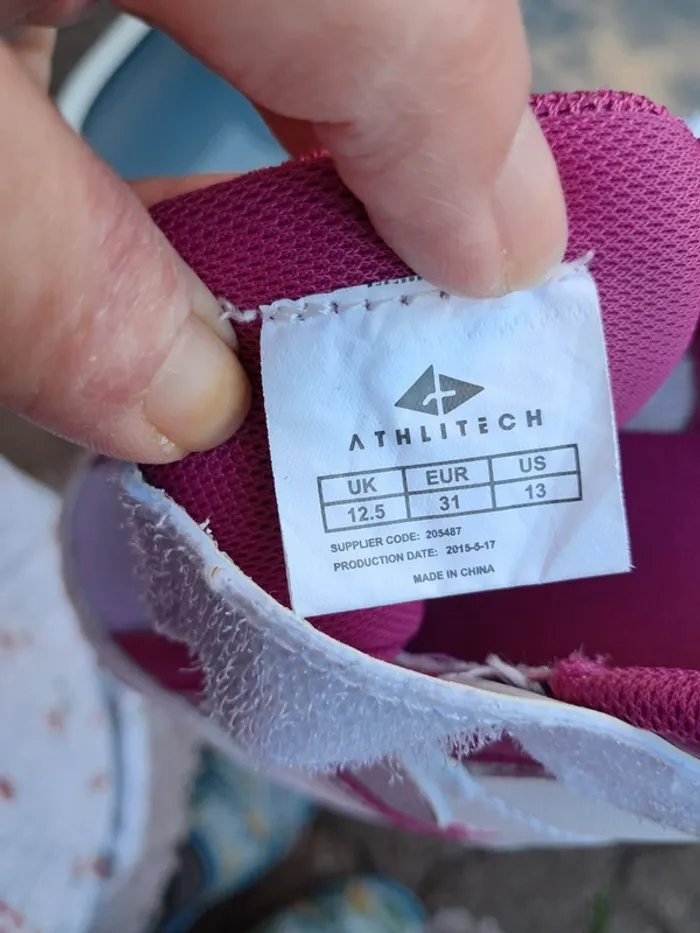 ATHLITECH
UK EUR US
12.5 31 13
SUPPLIER CODE: 205487
PRODUCTION DATE: 2015-5-17
MADE IN CHINA